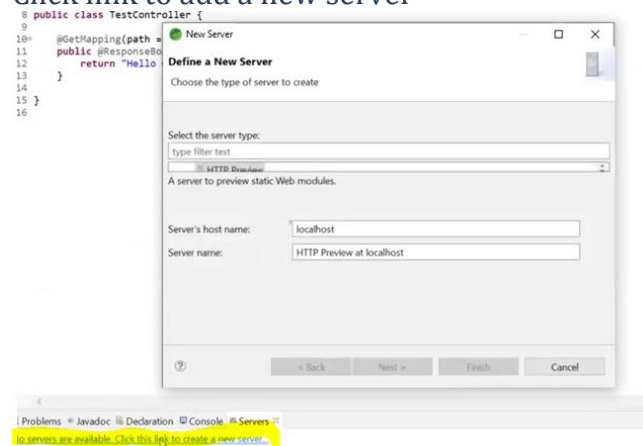 Click link to add a new server
8 public class TestController {
9
10 @GetMapping(path =
11 public @ResponseBo
12 return "Hello
13 }
14
15 }
16
New Server
Define a New Server
Choose the type of server to create
Select the server type:
type filter text
HTTP Preview
A server to preview static Web modules.
Server's host name: localhost
Server name: HTTP Preview at localhost
< Back Next > Finish Cancel
Problems Javadoc Declaration Console Servers
No servers are available. Click this link to create a new server...